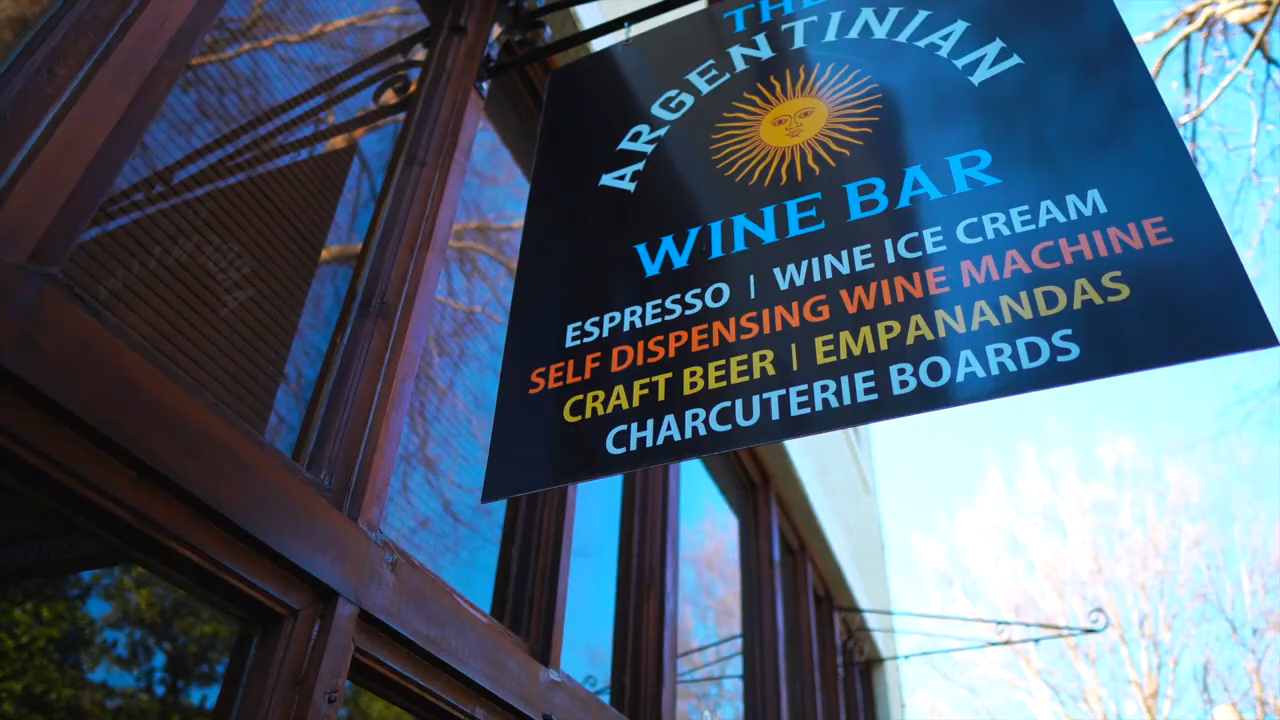 THE
ARGENTINIAN
WINE BAR
ESPRESSO | WINE ICE CREAM
SELF DISPENSING WINE MACHINE
CRAFT BEER | EMPANANDAS
CHARCUTERIE BOARDS